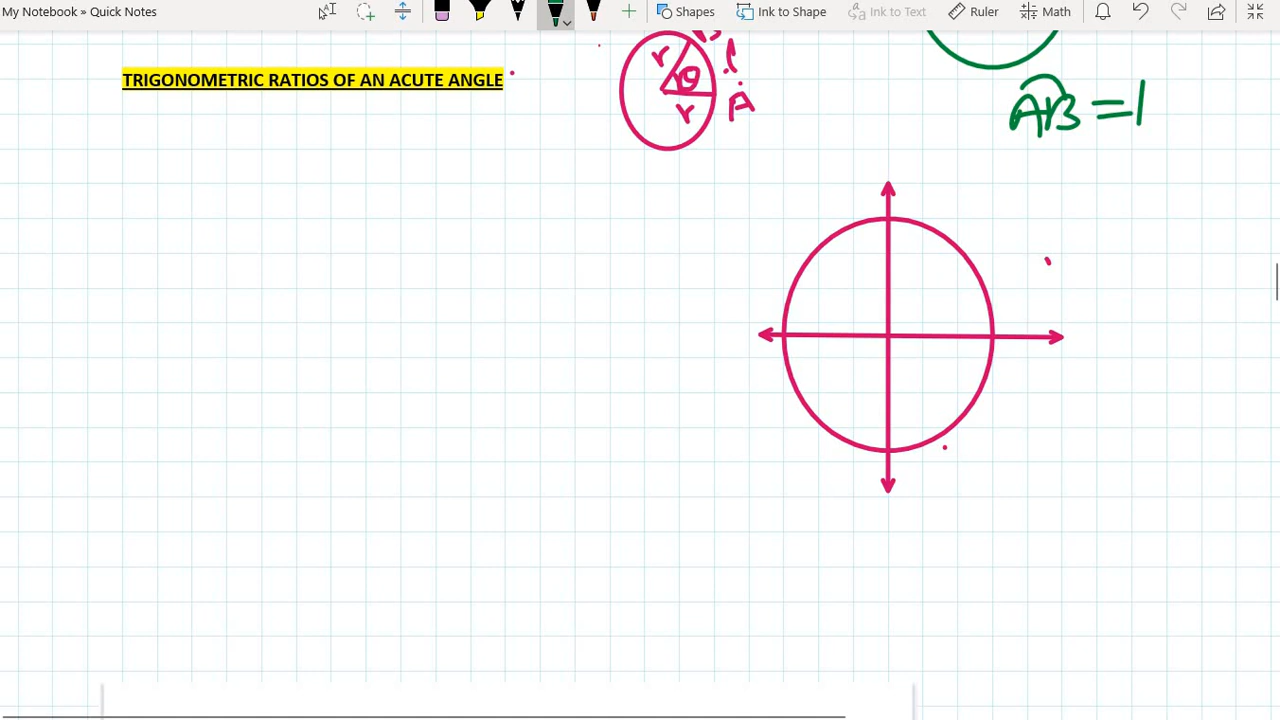 My Notebook » Quick Notes
Shapes
Ink to Shape
Ink to Text
Ruler
Math
TRIGONOMETRIC RATIOS OF AN ACUTE ANGLE
r
θ
l
r
A
AB = l